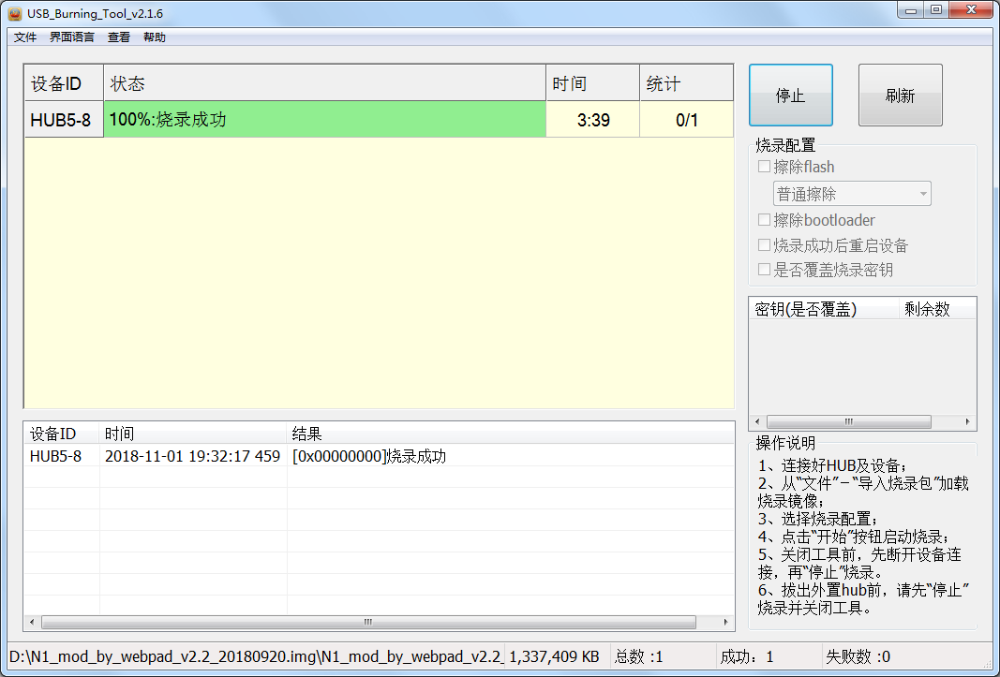 USB_Burning_Tool_v2.1.6
文件 界面语言 查看 帮助
设备ID 状态 时间 统计
HUB5-8 100%:烧录成功 3:39 0/1
停止 刷新
烧录配置
擦除flash
普通擦除
擦除bootloader
烧录成功后重启设备
是否覆盖烧录密钥
密钥(是否覆盖) 剩余数
设备ID 时间 结果
HUB5-8 2018-11-01 19:32:17 459 [0x00000000]烧录成功
操作说明
1、连接好HUB及设备；
2、从“文件”－“导入烧录包”加载
烧录镜像；
3、选择烧录配置；
4、点击“开始”按钮启动烧录；
5、关闭工具前，先断开设备连
接，再“停止”烧录。
6、拔出外置hub前，请先“停止”
烧录并关闭工具。
D:\N1_mod_by_webpad_v2.2_20180920.img\N1_mod_by_webpad_v2.2_ 1,337,409 KB 总数 :1 成功：1 失败数 :0